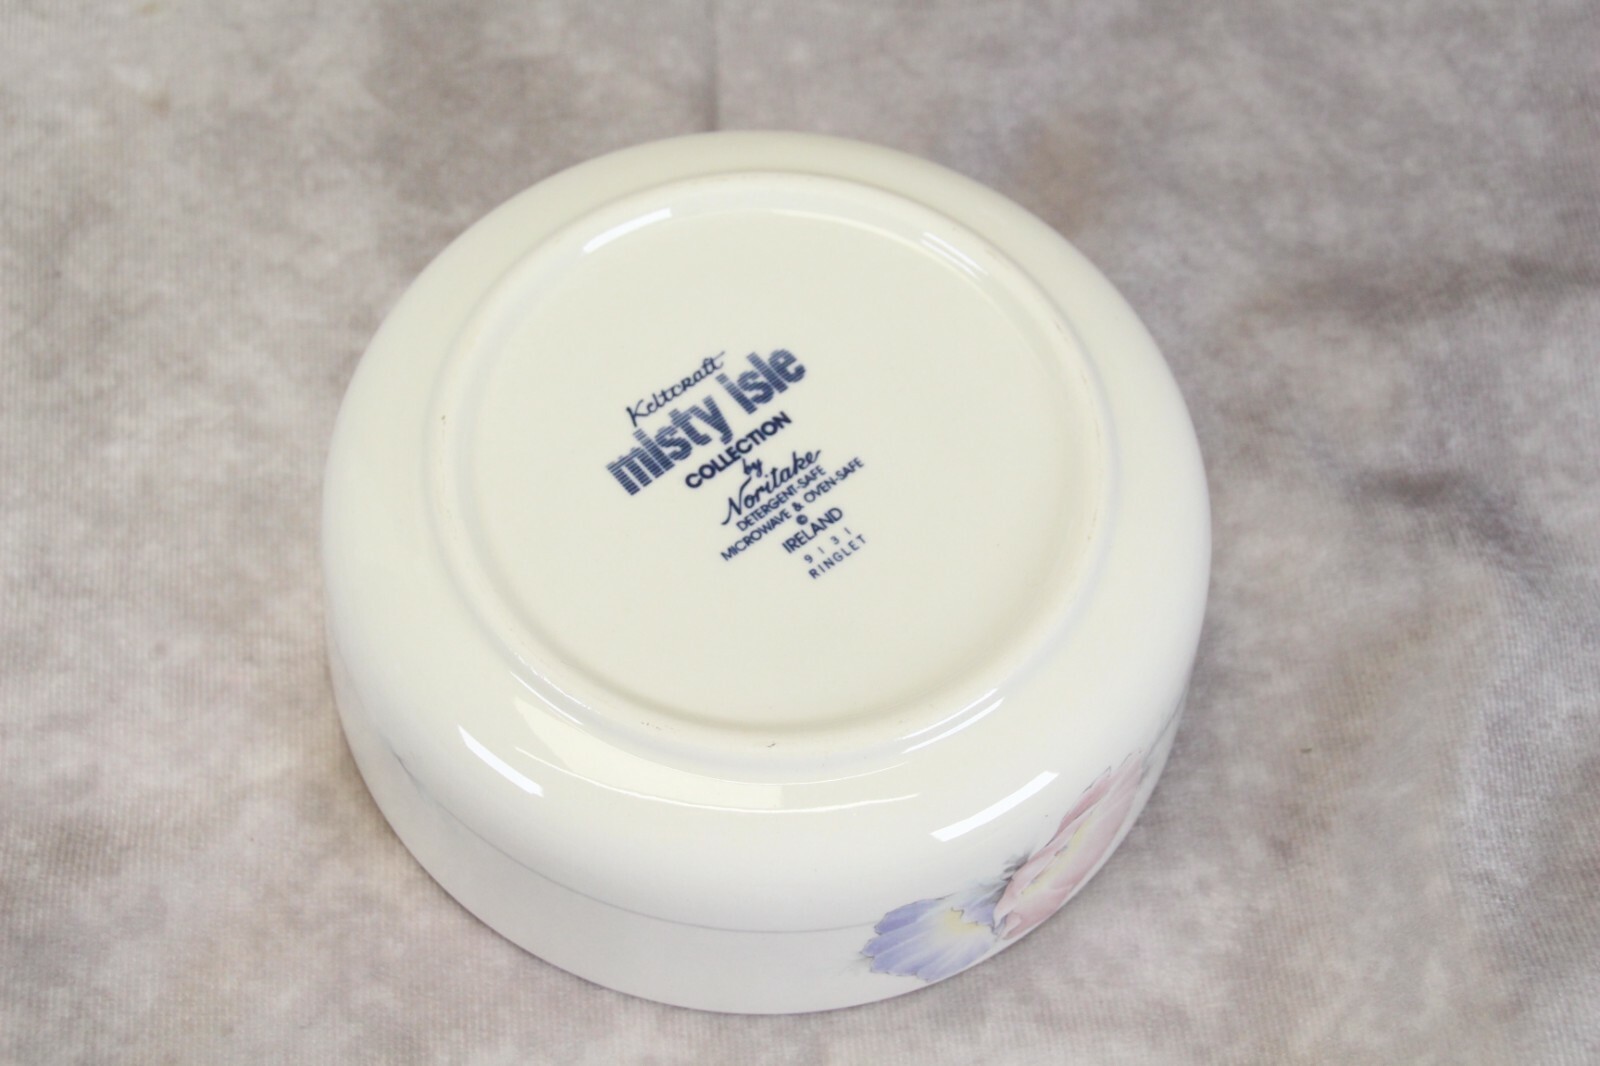 Keltcraft
misty isle
COLLECTION
by
Noritake
DETERGENT-SAFE
MICROWAVE & OVEN-SAFE
©
IRELAND
9131
RINGLET